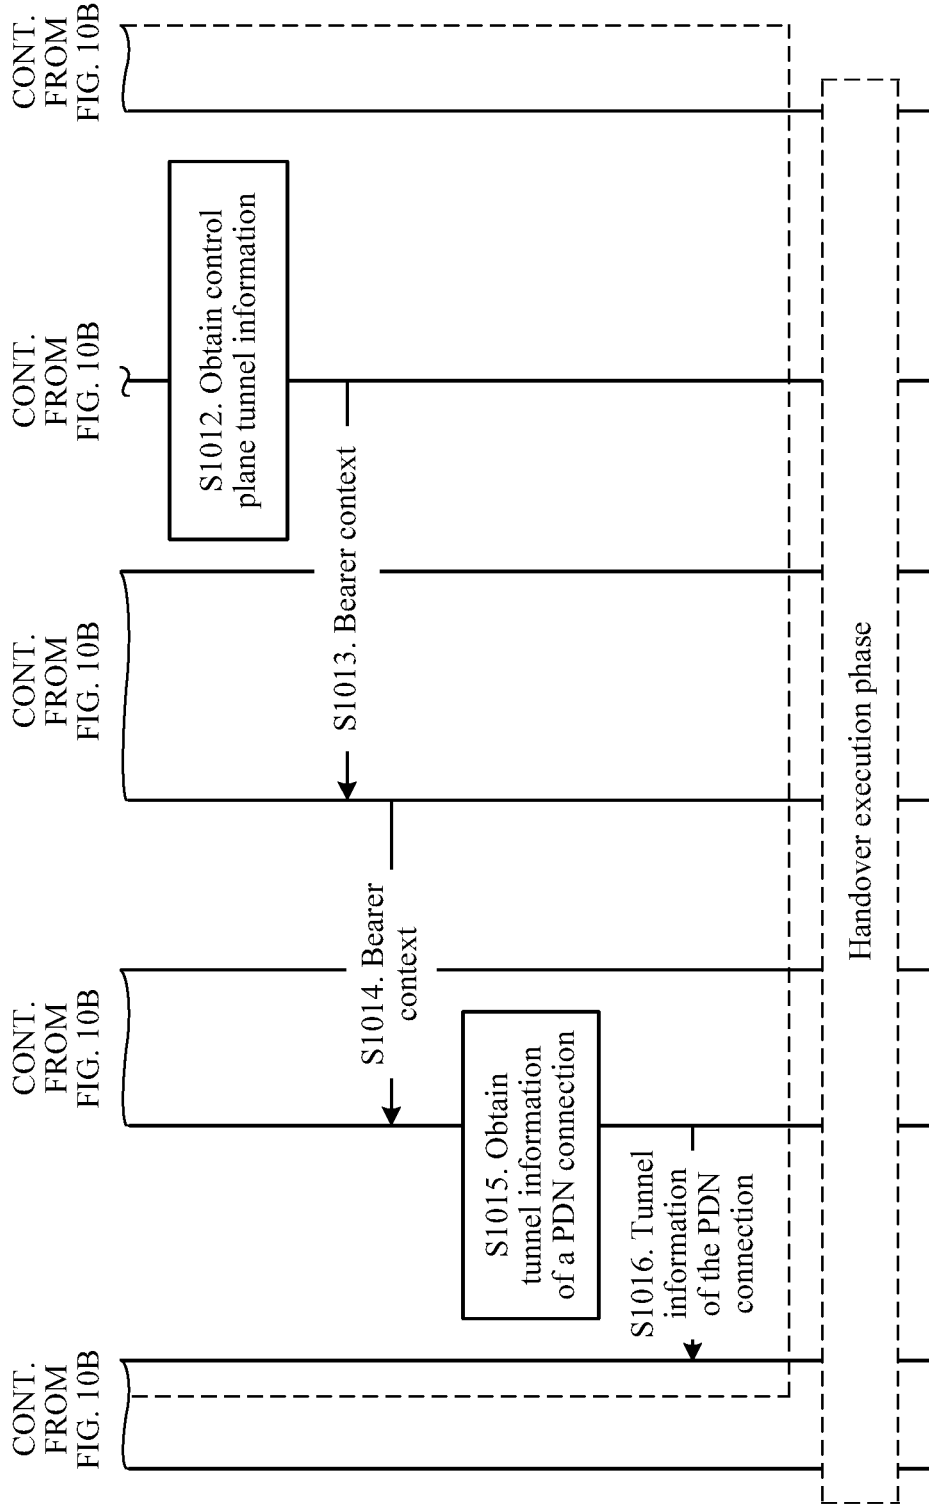 CONT.
FROM
FIG. 10B
CONT.
FROM
FIG. 10B
CONT.
FROM
FIG. 10B
CONT.
FROM
FIG. 10B
CONT.
FROM
FIG. 10B
S1012. Obtain control
plane tunnel information
S1013. Bearer context
S1014. Bearer
context
S1015. Obtain
tunnel information
of a PDN connection
S1016. Tunnel
information
of the PDN
connection
Handover execution phase